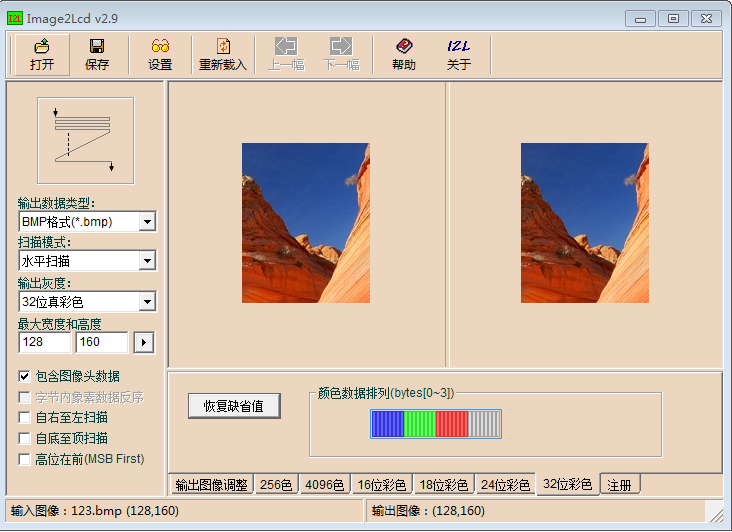 I2L Image2Lcd v2.9
打开 保存 设置 重新载入 上一幅 下一幅 帮助 I2L 关于
输出数据类型:
BMP格式(*.bmp)
扫描模式:
水平扫描
输出灰度:
32位真彩色
最大宽度和高度
128 160
包含图像头数据
字节内象素数据反序
自右至左扫描
自底至顶扫描
高位在前(MSB First)
恢复缺省值
颜色数据排列(bytes[0~3])
输出图像调整 256色 4096色 16位彩色 18位彩色 24位彩色 32位彩色 注册
输入图像：123.bmp (128,160)
输出图像：(128,160)